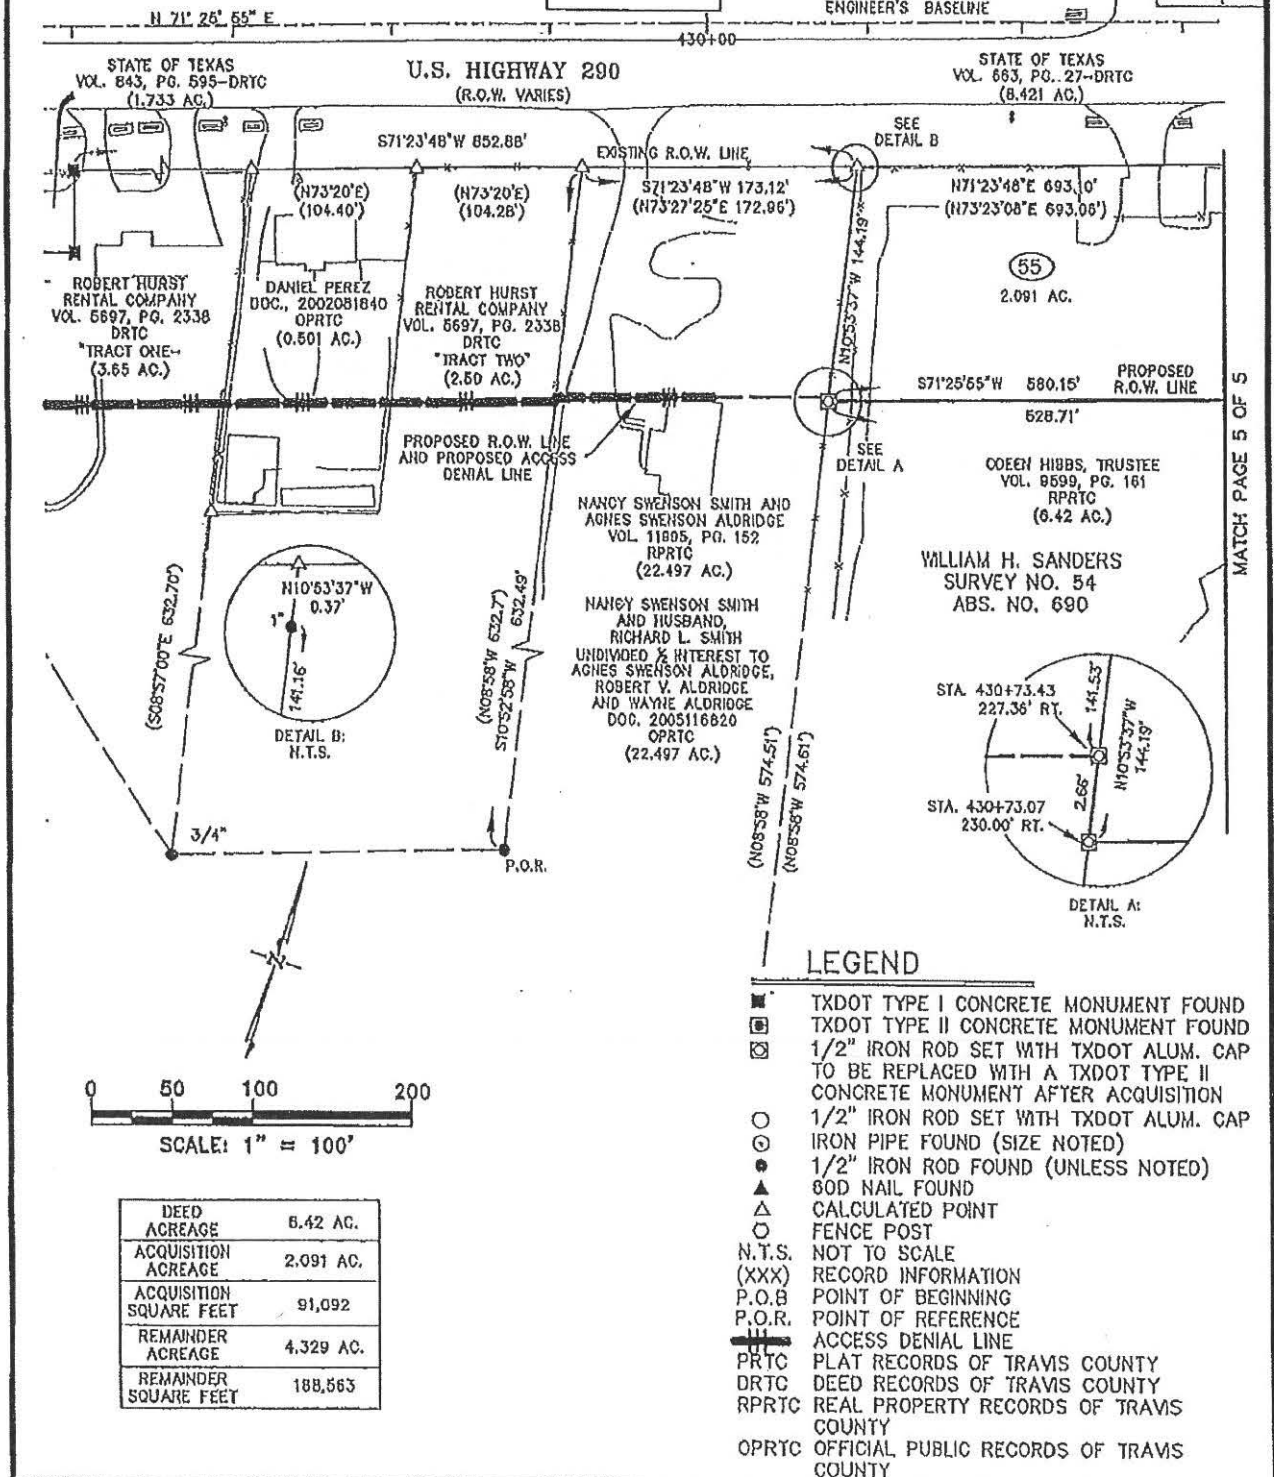 ENGINEER'S BASELINE
N 71° 25' 55" E
430+00
STATE OF TEXAS
VOL. 843, PG. 595-DRTC
(1.733 AC.)
U.S. HIGHWAY 290
(R.O.W. VARIES)
STATE OF TEXAS
VOL. 663, PG. 27-DRTC
(8.421 AC.)
SEE
DETAIL B
S71°23'48"W 852.88'
EXISTING R.O.W. LINE
(N73°20'E)
(104.40')
(N73°20'E)
(104.28')
S71°23'48"W 173.12'
(N73°27'25"E 172.96')
N71°23'48"E 693.10'
(N73°23'08"E 693.06')
N10°53'37"W 144.19'
55
2.091 AC.
ROBERT HURST
RENTAL COMPANY
VOL. 5697, PG. 2338
DRTC
"TRACT ONE"
(3.65 AC.)
DANIEL PEREZ
DOC., 2002081840
OPRTC
(0.501 AC.)
ROBERT HURST
RENTAL COMPANY
VOL. 5697, PG. 2338
DRTC
"TRACT TWO"
(2.50 AC.)
S71°25'55"W 580.15'
PROPOSED
R.O.W. LINE
628.71'
MATCH PAGE 5 OF 5
PROPOSED R.O.W. LINE
AND PROPOSED ACCESS
DENIAL LINE
SEE
DETAIL A
ODEEN HIBBS, TRUSTEE
VOL. 9599, PG. 161
RPRTC
(6.42 AC.)
NANCY SWENSON SMITH AND
AGNES SWENSON ALDRIDGE
VOL. 11805, PG. 152
RPRTC
(22.497 AC.)
WILLIAM H. SANDERS
SURVEY NO. 54
ABS. NO. 690
NANCY SWENSON SMITH
AND HUSBAND,
RICHARD L. SMITH
UNDIVIDED ½ INTEREST TO
AGNES SWENSON ALDRIDGE,
ROBERT V. ALDRIDGE
AND WAYNE ALDRIDGE
DOC. 2005116820
OPRTC
(22.497 AC.)
(S08°57'00"E 632.70')
N10°53'37"W
0.37'
1"
141.16'
DETAIL B:
N.T.S.
(N08°58'W 632.7')
S10°52'58"W 632.49'
(N08°58'W 574.51')
(N08°58'W 574.61')
STA. 430+73.43
227.36' RT.
141.53'
N10°53'37"W
144.19'
2.66'
STA. 430+73.07
230.00' RT.
DETAIL A:
N.T.S.
3/4"
P.O.R.
N
0 50 100 200
SCALE: 1" = 100'
DEED
ACREAGE 6.42 AC.
ACQUISITION
ACREAGE 2.091 AC.
ACQUISITION
SQUARE FEET 91,092
REMAINDER
ACREAGE 4.329 AC.
REMAINDER
SQUARE FEET 188,563
LEGEND
TXDOT TYPE I CONCRETE MONUMENT FOUND
TXDOT TYPE II CONCRETE MONUMENT FOUND
1/2" IRON ROD SET WITH TXDOT ALUM. CAP
TO BE REPLACED WITH A TXDOT TYPE II
CONCRETE MONUMENT AFTER ACQUISITION
1/2" IRON ROD SET WITH TXDOT ALUM. CAP
IRON PIPE FOUND (SIZE NOTED)
1/2" IRON ROD FOUND (UNLESS NOTED)
60D NAIL FOUND
CALCULATED POINT
FENCE POST
N.T.S. NOT TO SCALE
(XXX) RECORD INFORMATION
P.O.B POINT OF BEGINNING
P.O.R. POINT OF REFERENCE
ACCESS DENIAL LINE
PRTC PLAT RECORDS OF TRAVIS COUNTY
DRTC DEED RECORDS OF TRAVIS COUNTY
RPRTC REAL PROPERTY RECORDS OF TRAVIS
COUNTY
OPRTC OFFICIAL PUBLIC RECORDS OF TRAVIS
COUNTY